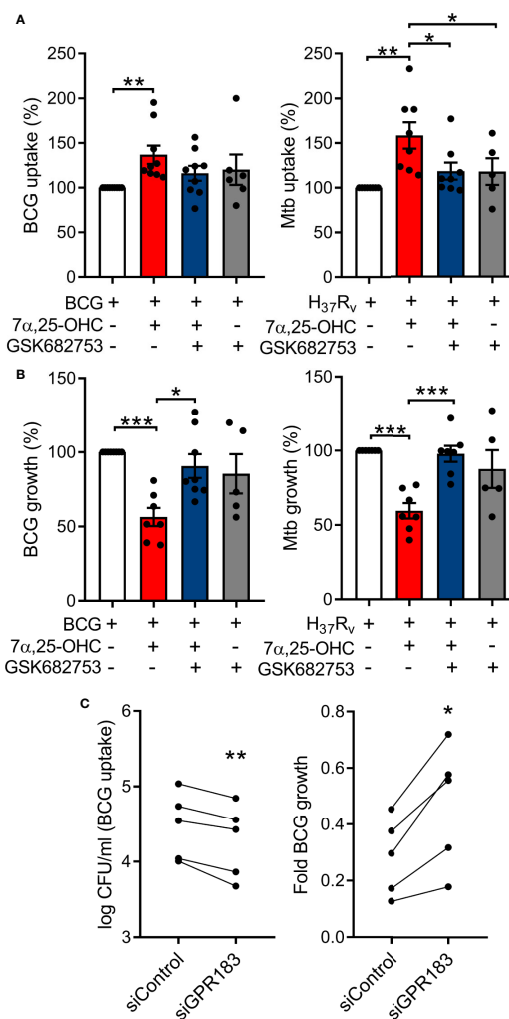 A
BCG uptake (%)
250
200
150
100
50
0
**
BCG + + + +
7α,25-OHC - + + -
GSK682753 - - + +
Mtb uptake (%)
250
200
150
100
50
0
**
*
*
H37Rv + + + +
7α,25-OHC - + + -
GSK682753 - - + +
B
BCG growth (%)
150
100
50
0
***
*
BCG + + + +
7α,25-OHC - + + -
GSK682753 - - + +
Mtb growth (%)
150
100
50
0
***
***
H37Rv + + + +
7α,25-OHC - + + -
GSK682753 - - + +
C
log CFU/ml (BCG uptake)
6
5
4
3
**
siControl
siGPR183
Fold BCG growth
0.8
0.6
0.4
0.2
0.0
*
siControl
siGPR183